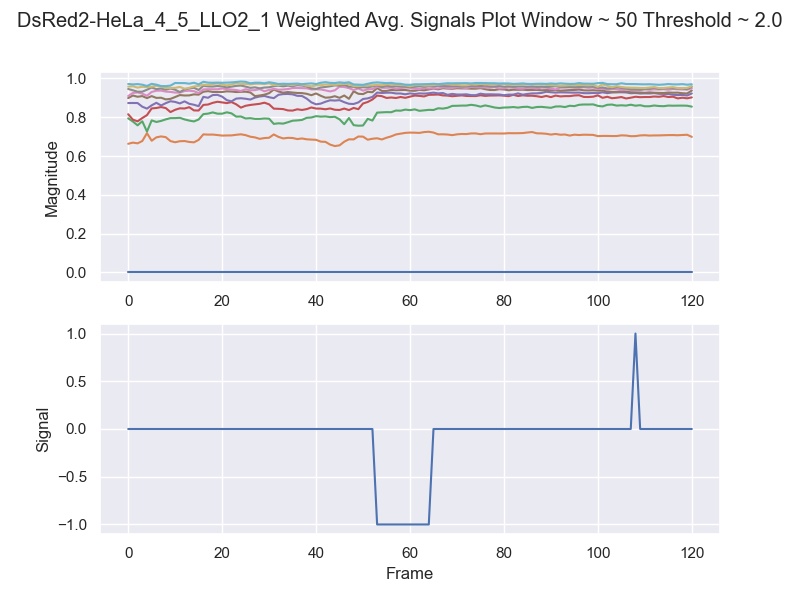 DsRed2-HeLa_4_5_LLO2_1 Weighted Avg. Signals Plot Window ~ 50 Threshold ~ 2.0
1.0
0.8
0.6
0.4
0.2
0.0
Magnitude
0 20 40 60 80 100 120
1.0
0.5
0.0
−0.5
−1.0
Signal
0 20 40 60 80 100 120
Frame